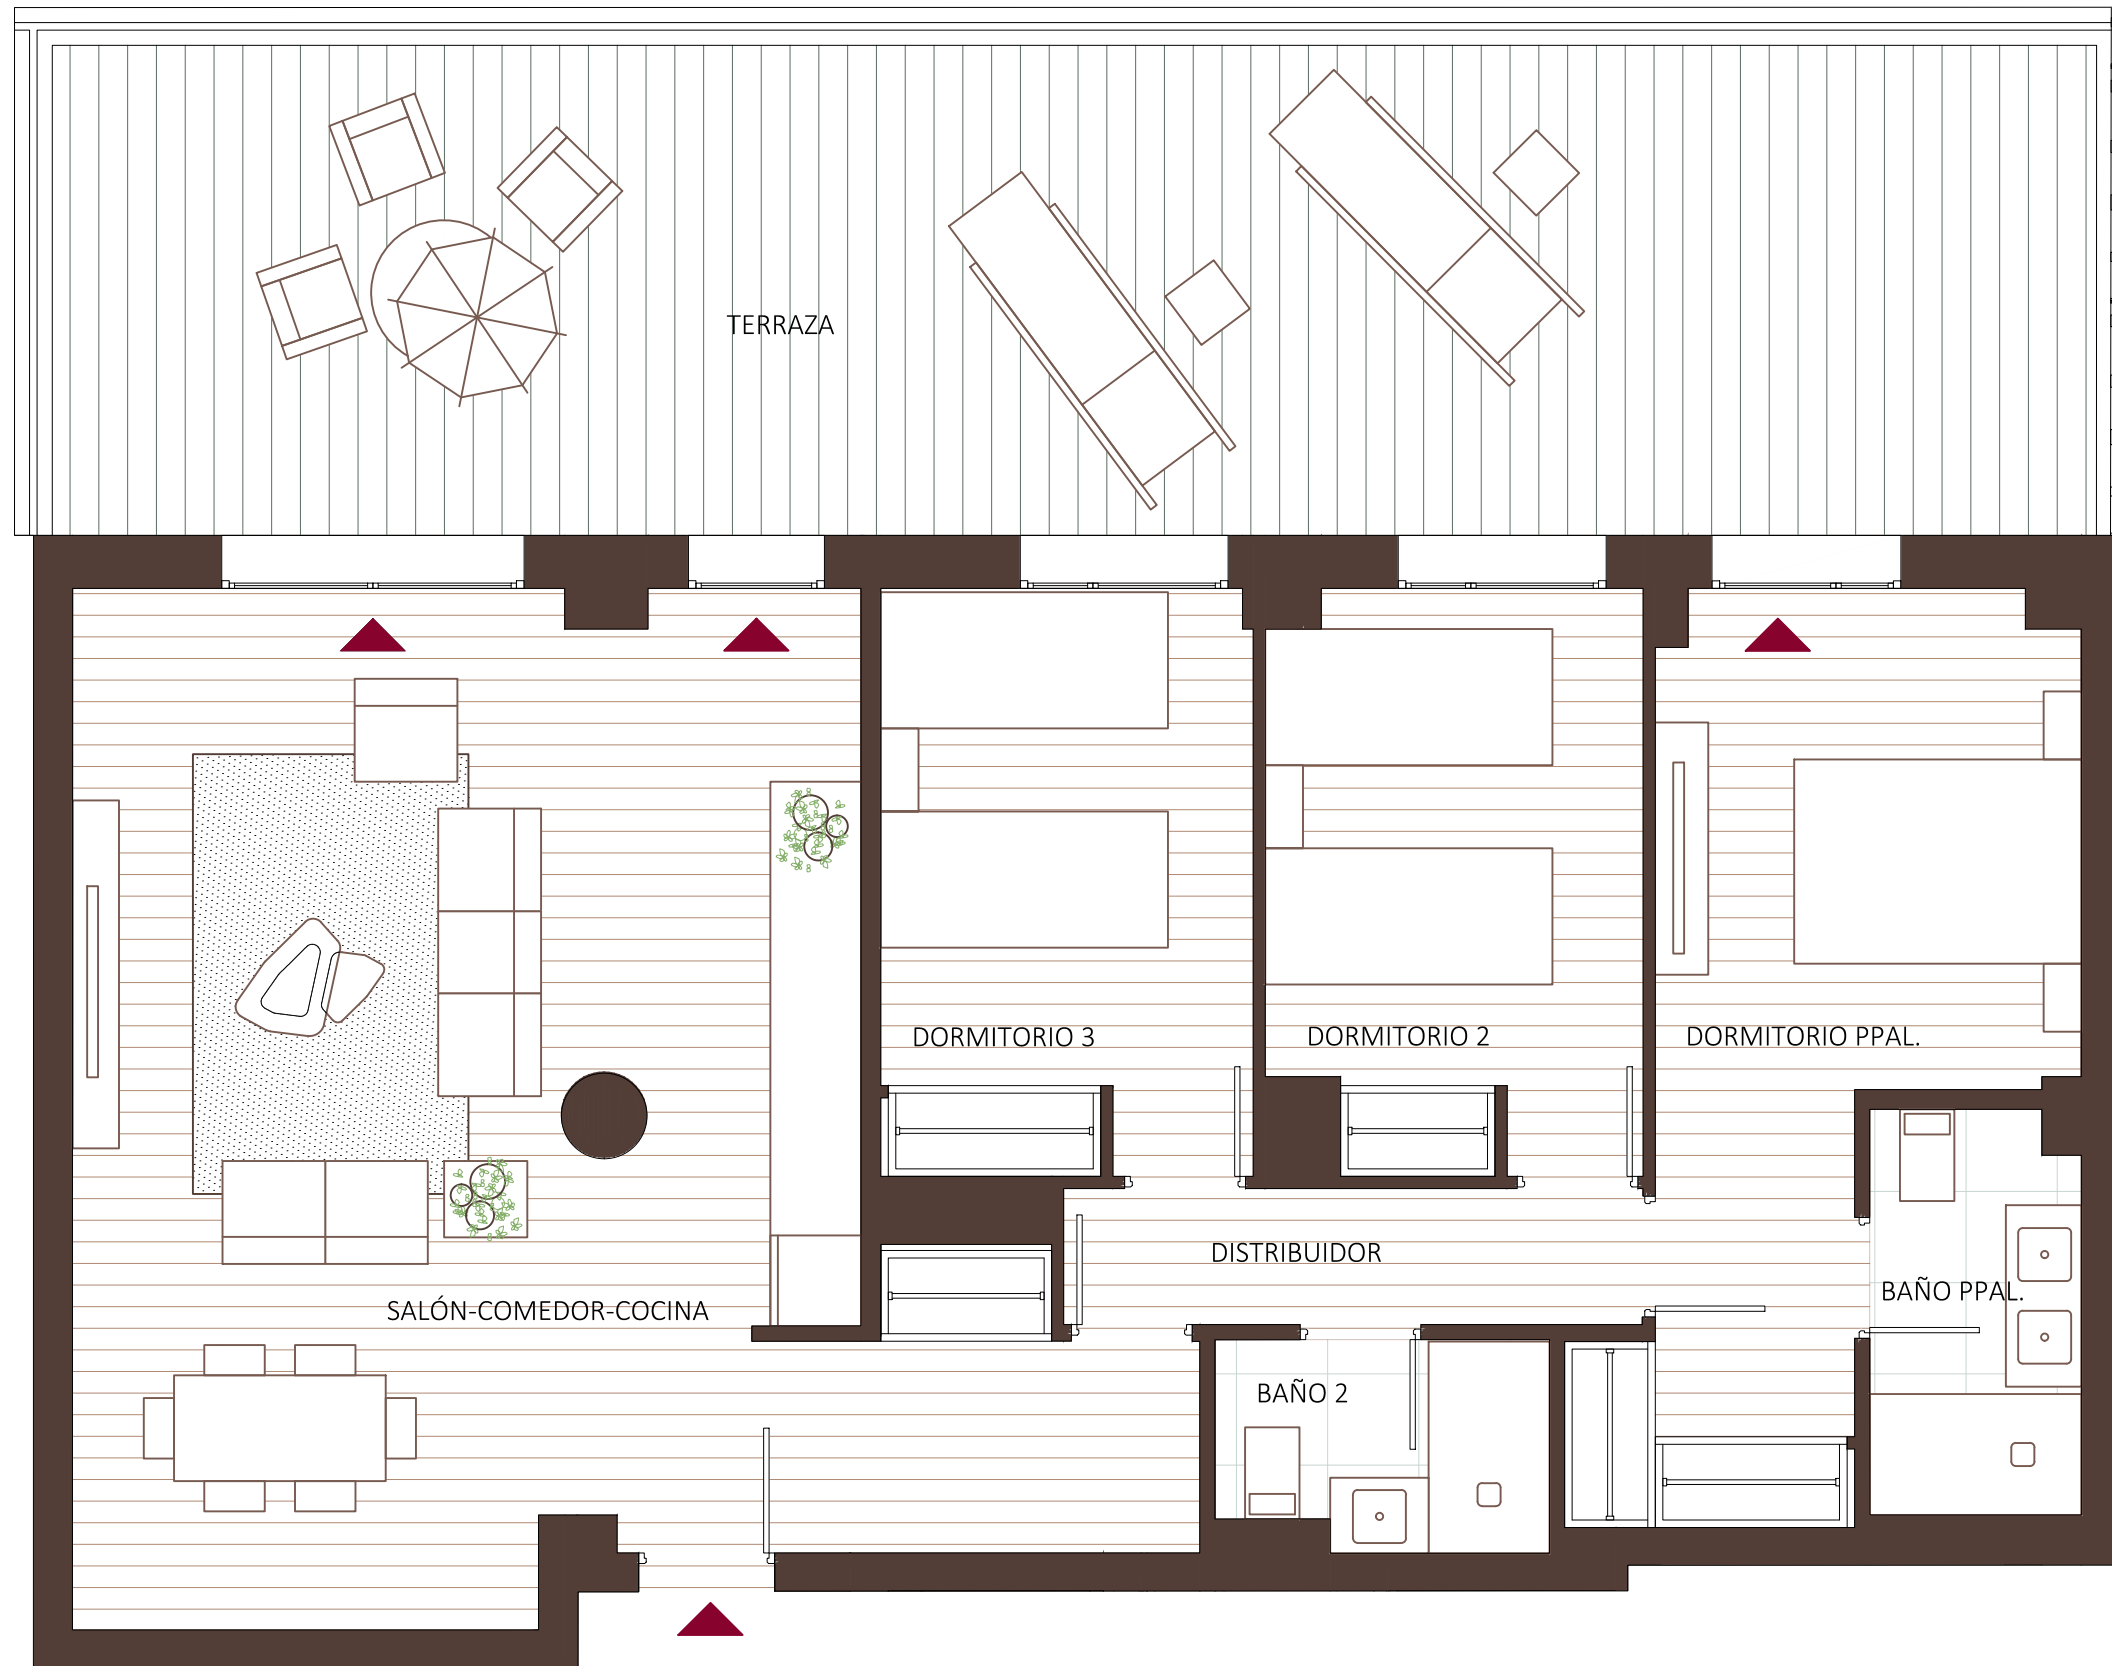 TERRAZA
DORMITORIO 3
DORMITORIO 2
DORMITORIO PPAL.
DISTRIBUIDOR
BAÑO PPAL.
SALÓN-COMEDOR-COCINA
BAÑO 2